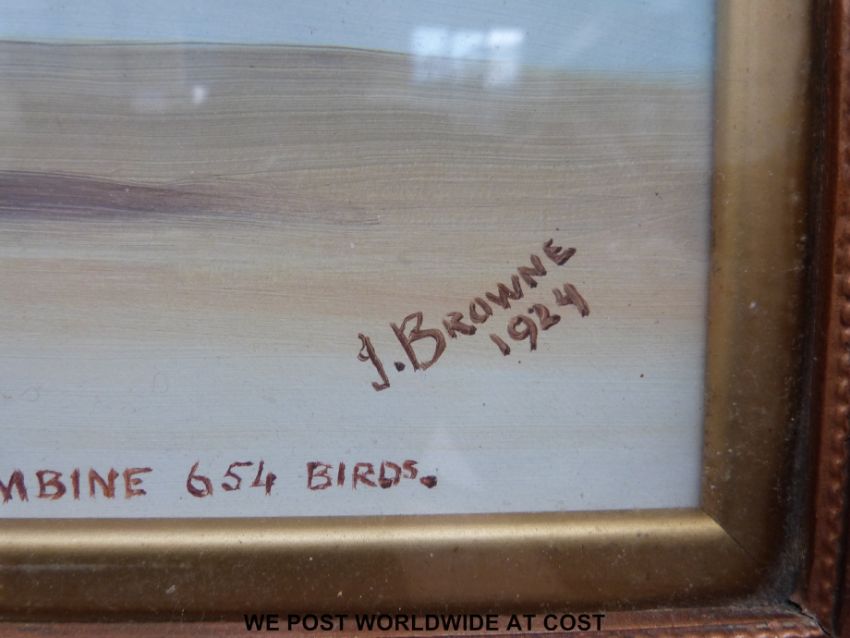 J. BROWNE
1924
MBINE 654 BIRDS.
WE POST WORLDWIDE AT COST